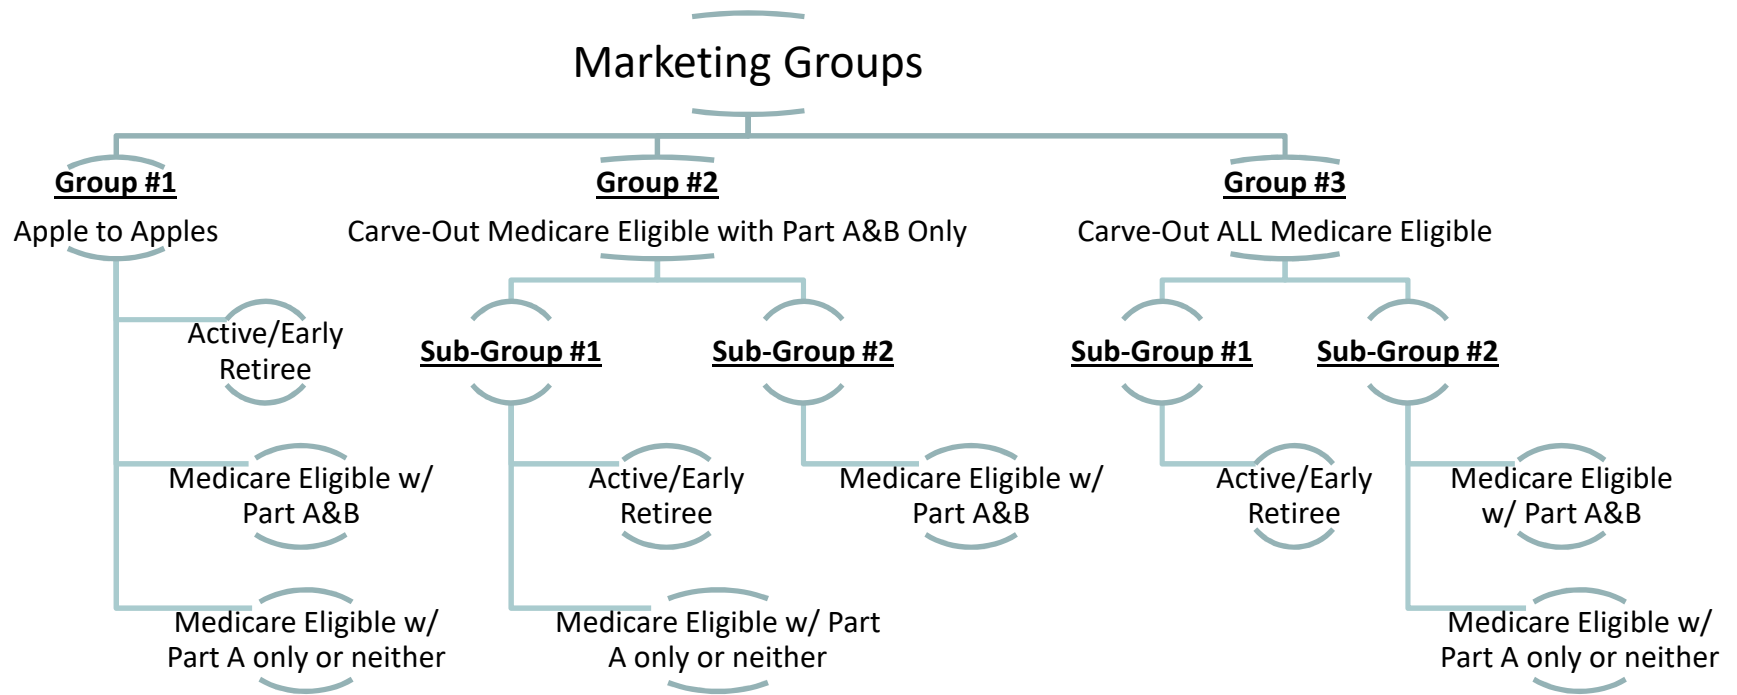 Marketing Groups
Group #1
Apple to Apples
Active/Early
Retiree
Medicare Eligible w/
Part A&B
Medicare Eligible w/
Part A only or neither
Group #2
Carve-Out Medicare Eligible with Part A&B Only
Sub-Group #1
Active/Early
Retiree
Medicare Eligible w/ Part
A only or neither
Sub-Group #2
Medicare Eligible w/
Part A&B
Group #3
Carve-Out ALL Medicare Eligible
Sub-Group #1
Active/Early
Retiree
Sub-Group #2
Medicare Eligible
w/ Part A&B
Medicare Eligible w/
Part A only or neither